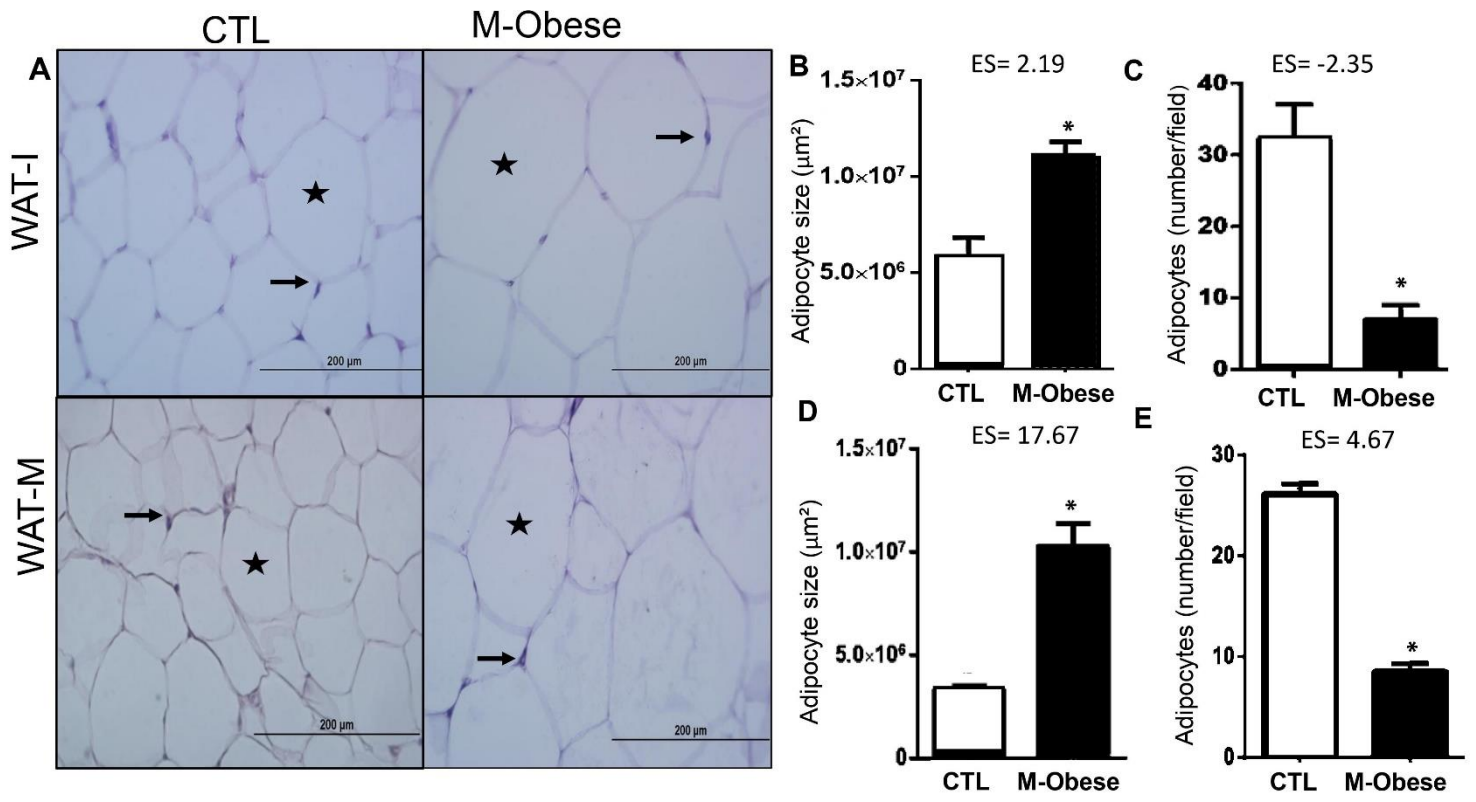 CTL
M-Obese
A
WAT-I
WAT-M
200 µm
200 µm
200 µm
200 µm
B
ES= 2.19
Adipocyte size (µm²)
1.5×10⁷
1.0×10⁷
5.0×10⁶
0
*
CTL M-Obese
C
ES= -2.35
Adipocytes (number/field)
40
30
20
10
0
*
CTL M-Obese
D
ES= 17.67
Adipocyte size (µm²)
1.5×10⁷
1.0×10⁷
5.0×10⁶
0
*
CTL M-Obese
E
ES= 4.67
Adipocytes (number/field)
30
20
10
0
*
CTL M-Obese